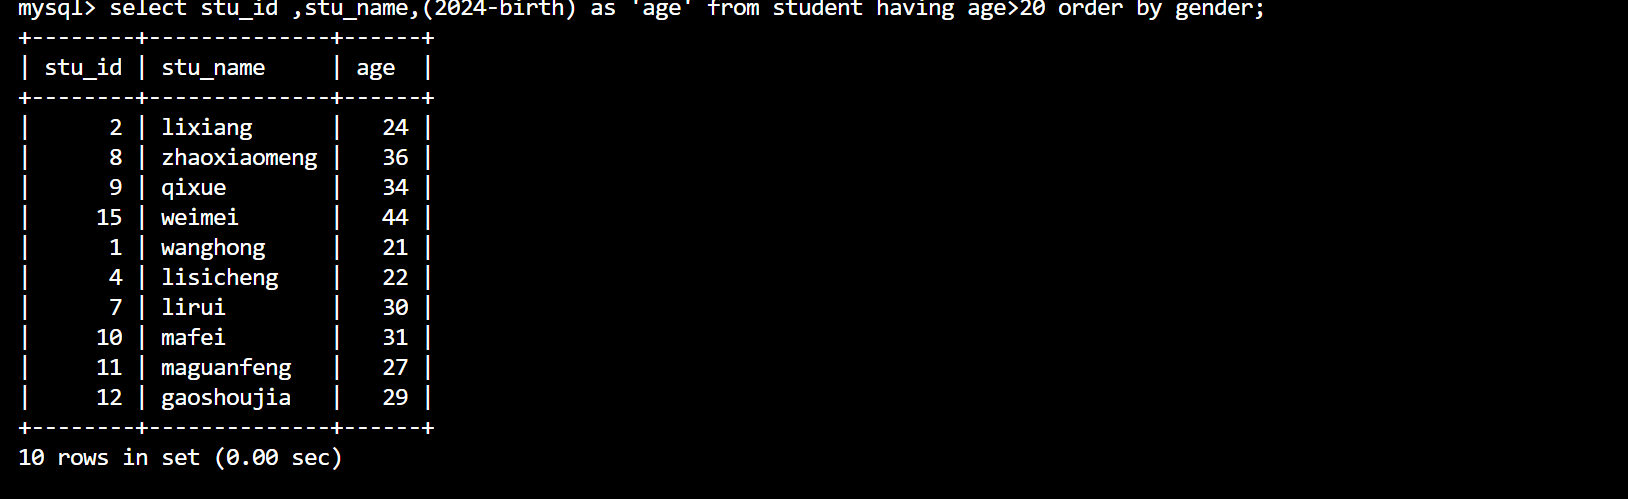 mysql> select stu_id ,stu_name,(2024-birth) as 'age' from student having age>20 order by gender;
+--------+--------------+------+
| stu_id | stu_name     | age  |
+--------+--------------+------+
|      2 | lixiang      |   24 |
|      8 | zhaoxiaomeng |   36 |
|      9 | qixue        |   34 |
|     15 | weimei       |   44 |
|      1 | wanghong     |   21 |
|      4 | lisicheng    |   22 |
|      7 | lirui        |   30 |
|     10 | mafei        |   31 |
|     11 | maguanfeng   |   27 |
|     12 | gaoshoujia   |   29 |
+--------+--------------+------+
10 rows in set (0.00 sec)